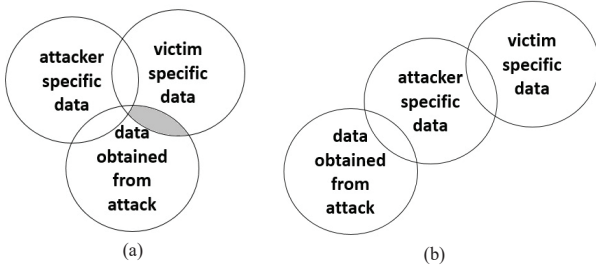 attacker
specific
data
victim
specific
data
data
obtained
from
attack
(a)
victim
specific
data
attacker
specific
data
data
obtained
from
attack
(b)